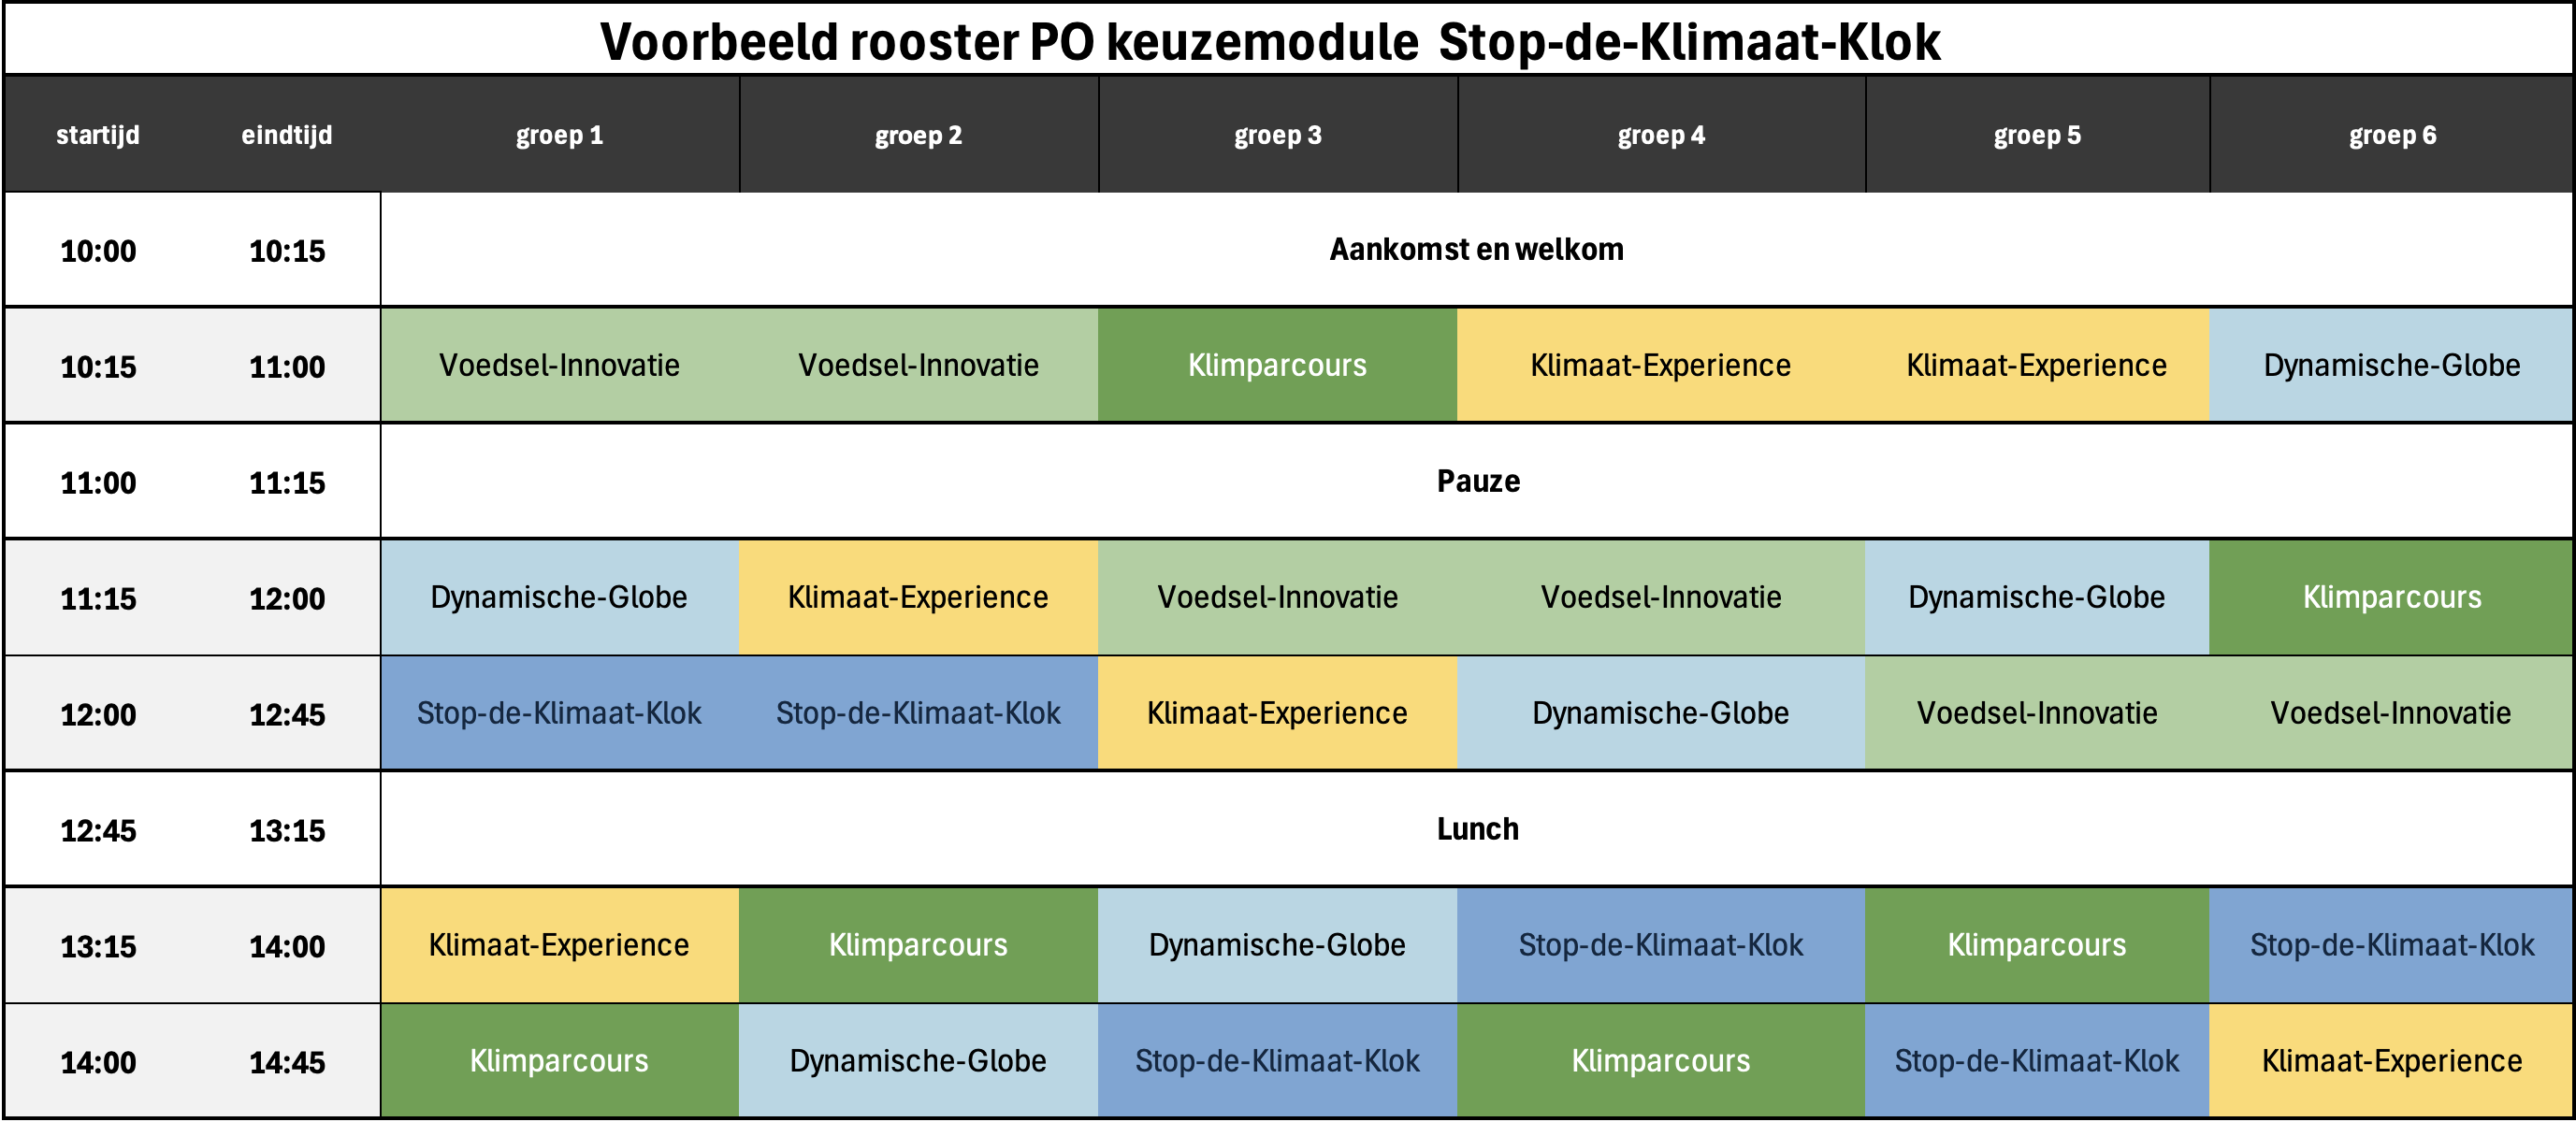 Voorbeeld rooster PO keuzemodule Stop-de-Klimaat-Klok
startijd eindtijd groep 1 groep 2 groep 3 groep 4 groep 5 groep 6
10:00 10:15 Aankomst en welkom
10:15 11:00 Voedsel-Innovatie Voedsel-Innovatie Klimparcours Klimaat-Experience Klimaat-Experience Dynamische-Globe
11:00 11:15 Pauze
11:15 12:00 Dynamische-Globe Klimaat-Experience Voedsel-Innovatie Voedsel-Innovatie Dynamische-Globe Klimparcours
12:00 12:45 Stop-de-Klimaat-Klok Stop-de-Klimaat-Klok Klimaat-Experience Dynamische-Globe Voedsel-Innovatie Voedsel-Innovatie
12:45 13:15 Lunch
13:15 14:00 Klimaat-Experience Klimparcours Dynamische-Globe Stop-de-Klimaat-Klok Klimparcours Stop-de-Klimaat-Klok
14:00 14:45 Klimparcours Dynamische-Globe Stop-de-Klimaat-Klok Klimparcours Stop-de-Klimaat-Klok Klimaat-Experience